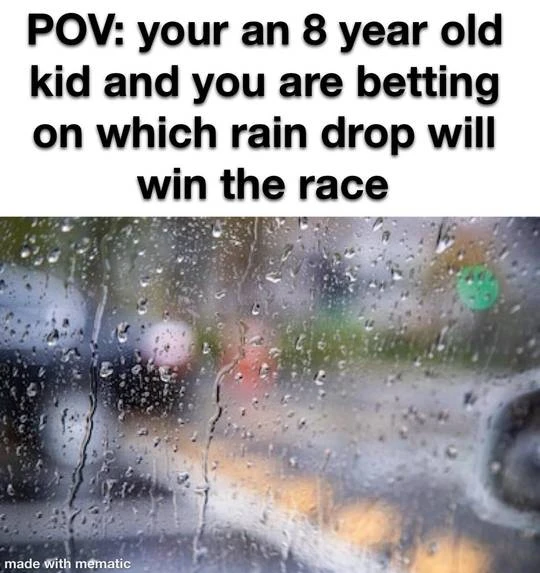 POV: your an 8 year old
kid and you are betting
on which rain drop will
win the race
made with mematic